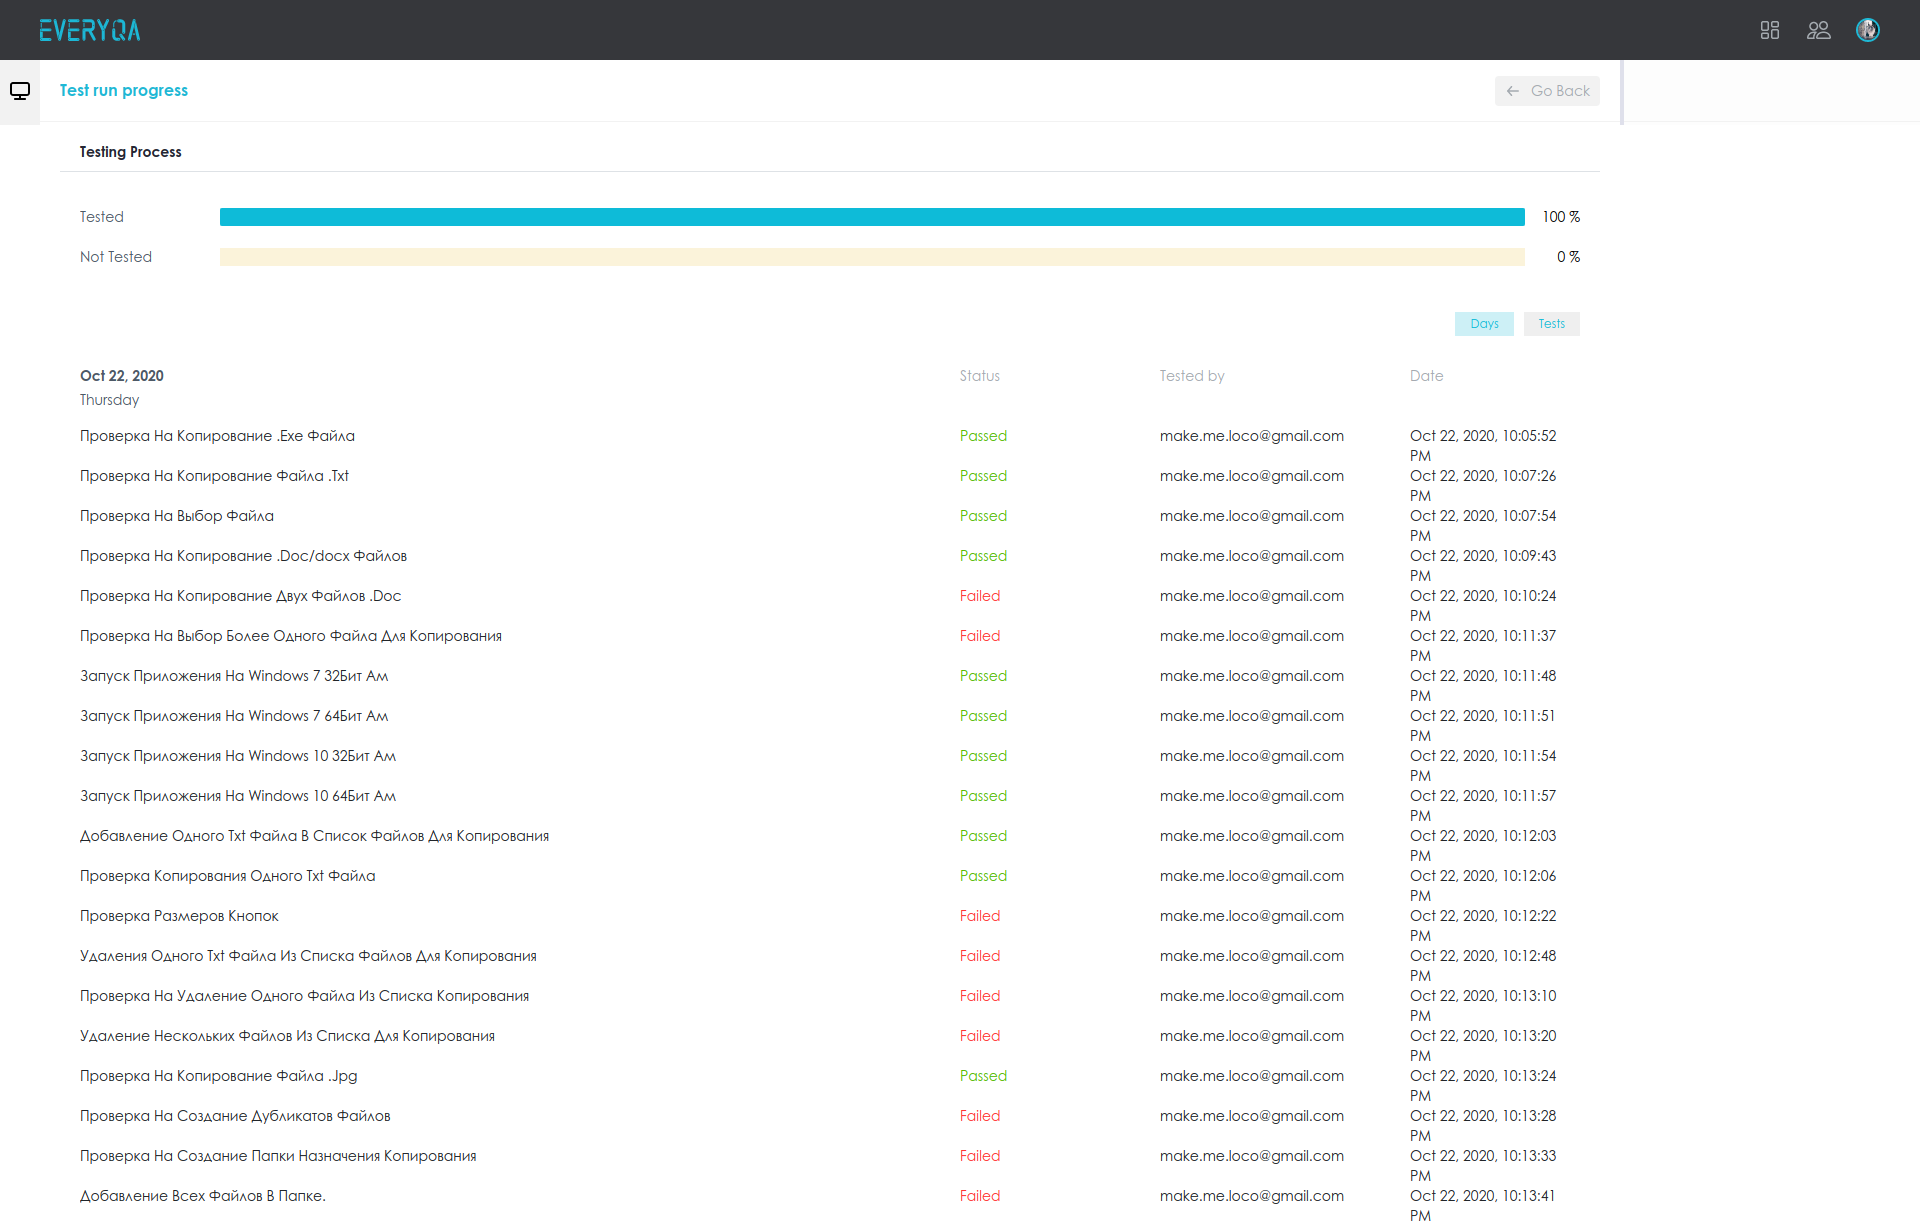 EVERYQA
Test run progress
Go Back
Testing Process
Tested 100 %
Not Tested 0 %
Days Tests
Oct 22, 2020 Status Tested by Date
Thursday
Проверка На Копирование .Exe Файла Passed make.me.loco@gmail.com Oct 22, 2020, 10:05:52
PM
Проверка На Копирование Файла .Txt Passed make.me.loco@gmail.com Oct 22, 2020, 10:07:26
PM
Проверка На Выбор Файла Passed make.me.loco@gmail.com Oct 22, 2020, 10:07:54
PM
Проверка На Копирование .Doc/docx Файлов Passed make.me.loco@gmail.com Oct 22, 2020, 10:09:43
PM
Проверка На Копирование Двух Файлов .Doc Failed make.me.loco@gmail.com Oct 22, 2020, 10:10:24
PM
Проверка На Выбор Более Одного Файла Для Копирования Failed make.me.loco@gmail.com Oct 22, 2020, 10:11:37
PM
Запуск Приложения На Windows 7 32Бит Ам Passed make.me.loco@gmail.com Oct 22, 2020, 10:11:48
PM
Запуск Приложения На Windows 7 64Бит Ам Passed make.me.loco@gmail.com Oct 22, 2020, 10:11:51
PM
Запуск Приложения На Windows 10 32Бит Ам Passed make.me.loco@gmail.com Oct 22, 2020, 10:11:54
PM
Запуск Приложения На Windows 10 64Бит Ам Passed make.me.loco@gmail.com Oct 22, 2020, 10:11:57
PM
Добавление Одного Txt Файла В Список Файлов Для Копирования Passed make.me.loco@gmail.com Oct 22, 2020, 10:12:03
PM
Проверка Копирования Одного Txt Файла Passed make.me.loco@gmail.com Oct 22, 2020, 10:12:06
PM
Проверка Размеров Кнопок Failed make.me.loco@gmail.com Oct 22, 2020, 10:12:22
PM
Удаления Одного Txt Файла Из Списка Файлов Для Копирования Failed make.me.loco@gmail.com Oct 22, 2020, 10:12:48
PM
Проверка На Удаление Одного Файла Из Списка Копирования Failed make.me.loco@gmail.com Oct 22, 2020, 10:13:10
PM
Удаление Нескольких Файлов Из Списка Для Копирования Failed make.me.loco@gmail.com Oct 22, 2020, 10:13:20
PM
Проверка На Копирование Файла .Jpg Passed make.me.loco@gmail.com Oct 22, 2020, 10:13:24
PM
Проверка На Создание Дубликатов Файлов Failed make.me.loco@gmail.com Oct 22, 2020, 10:13:28
PM
Проверка На Создание Папки Назначения Копирования Failed make.me.loco@gmail.com Oct 22, 2020, 10:13:33
PM
Добавление Всех Файлов В Папке. Failed make.me.loco@gmail.com Oct 22, 2020, 10:13:41
PM